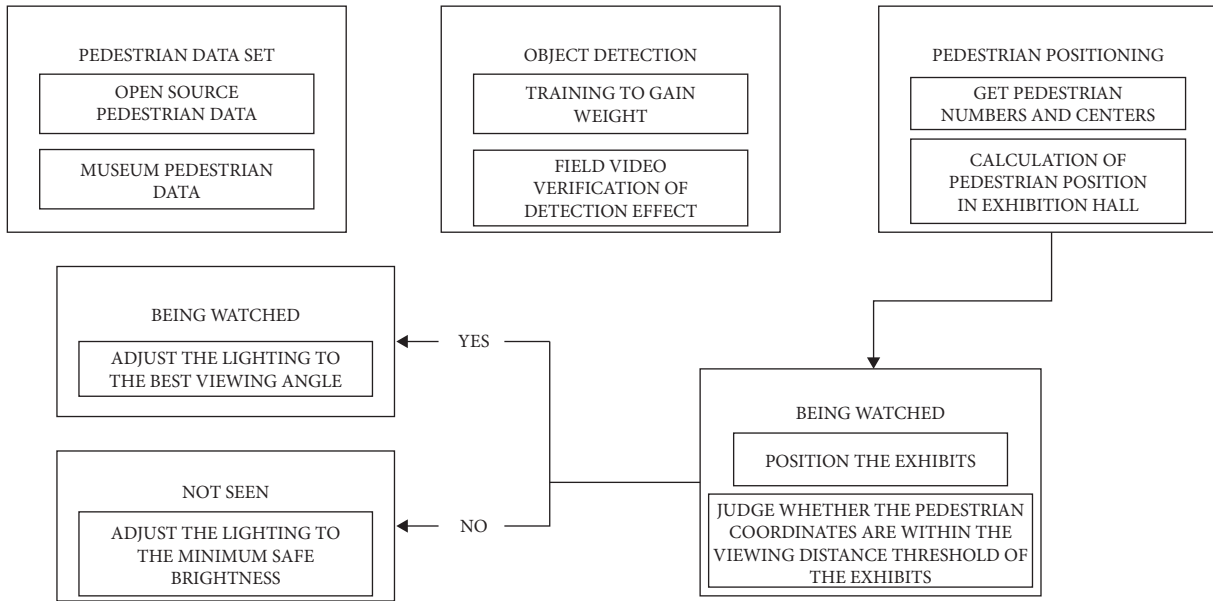 PEDESTRIAN DATA SET
OPEN SOURCE
PEDESTRIAN DATA
MUSEUM PEDESTRIAN
DATA
OBJECT DETECTION
TRAINING TO GAIN
WEIGHT
FIELD VIDEO
VERIFICATION OF
DETECTION EFFECT
PEDESTRIAN POSITIONING
GET PEDESTRIAN
NUMBERS AND CENTERS
CALCULATION OF
PEDESTRIAN POSITION
IN EXHIBITION HALL
BEING WATCHED
ADJUST THE LIGHTING TO
THE BEST VIEWING ANGLE
YES
NOT SEEN
ADJUST THE LIGHTING TO
THE MINIMUM SAFE
BRIGHTNESS
NO
BEING WATCHED
POSITION THE EXHIBITS
JUDGE WHETHER THE PEDESTRIAN
COORDINATES ARE WITHIN THE
VIEWING DISTANCE THRESHOLD OF
THE EXHIBITS